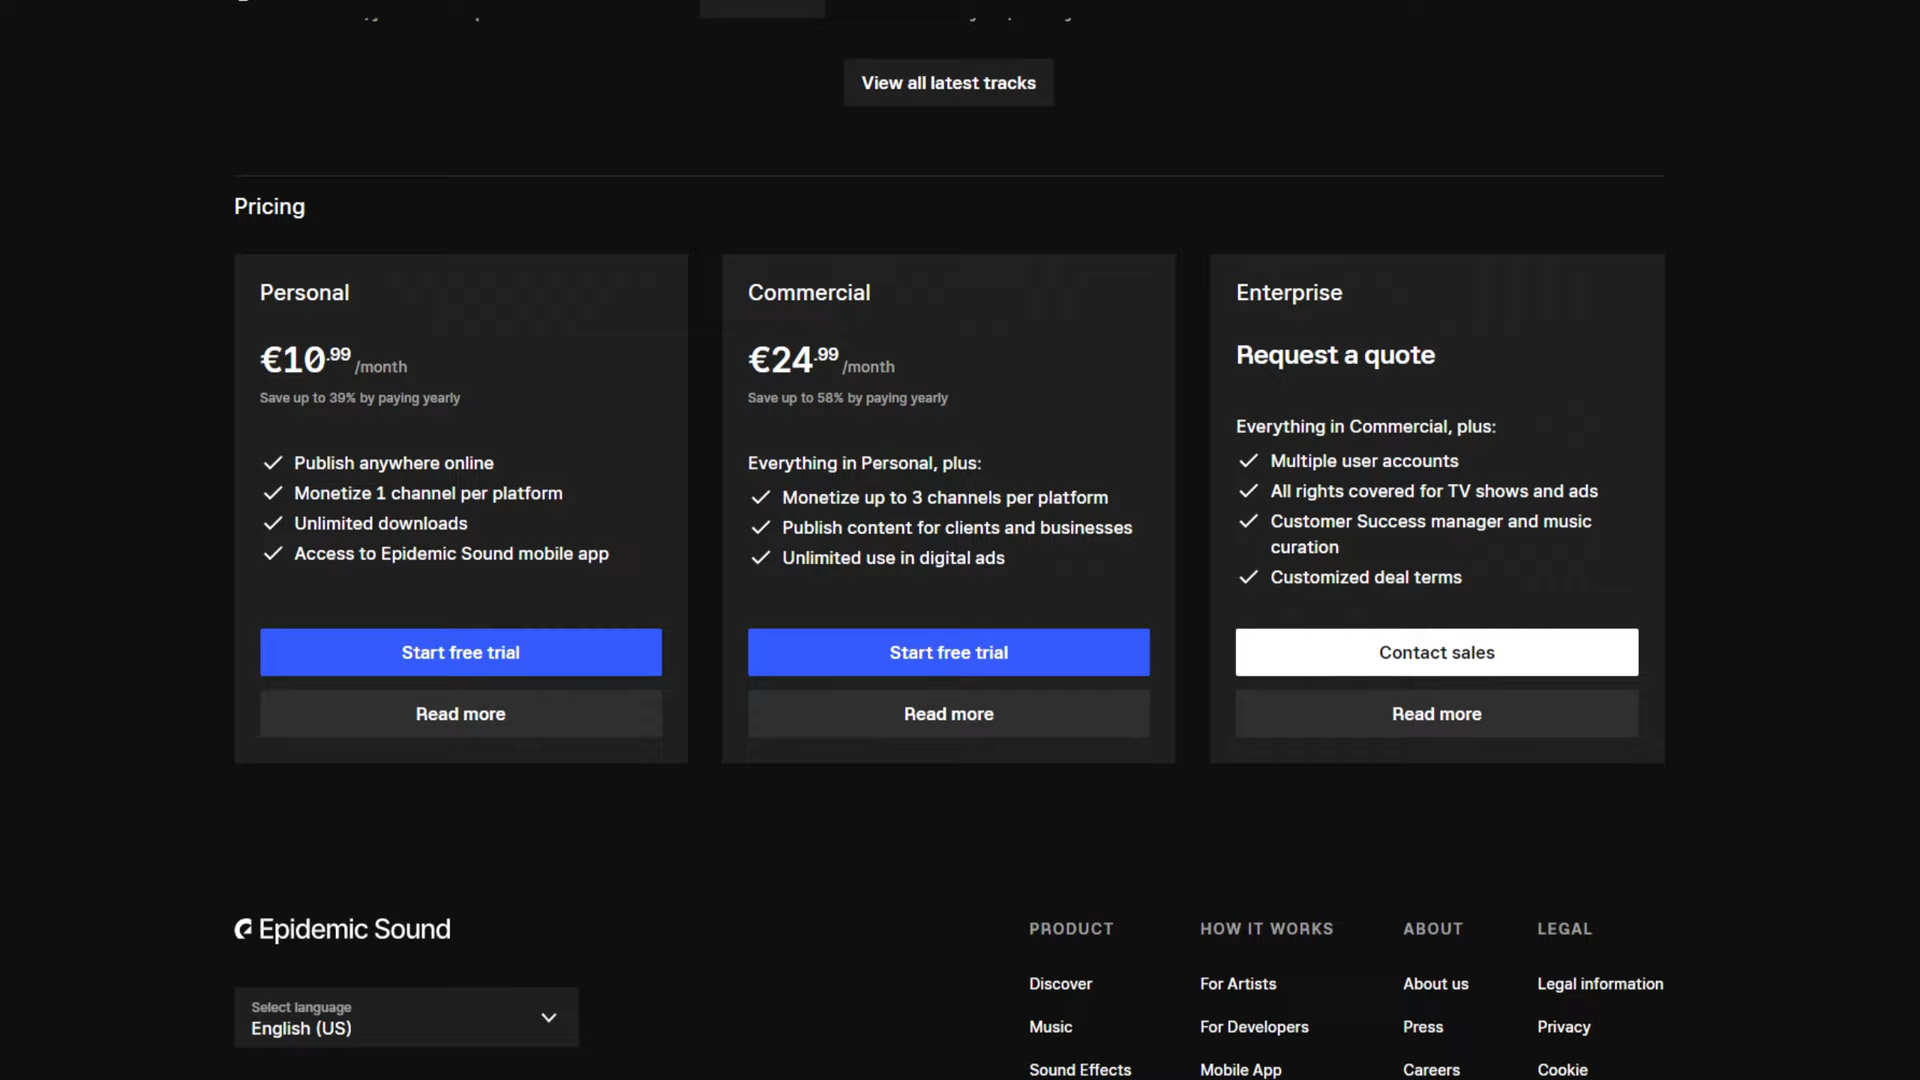 View all latest tracks
Pricing
Personal
€10.99 /month
Save up to 39% by paying yearly
Publish anywhere online
Monetize 1 channel per platform
Unlimited downloads
Access to Epidemic Sound mobile app
Start free trial
Read more
Commercial
€24.99 /month
Save up to 58% by paying yearly
Everything in Personal, plus:
Monetize up to 3 channels per platform
Publish content for clients and businesses
Unlimited use in digital ads
Start free trial
Read more
Enterprise
Request a quote
Everything in Commercial, plus:
Multiple user accounts
All rights covered for TV shows and ads
Customer Success manager and music
curation
Customized deal terms
Contact sales
Read more
Epidemic Sound
Select language
English (US)
PRODUCT
Discover
Music
Sound Effects
HOW IT WORKS
For Artists
For Developers
Mobile App
ABOUT
About us
Press
Careers
LEGAL
Legal information
Privacy
Cookie